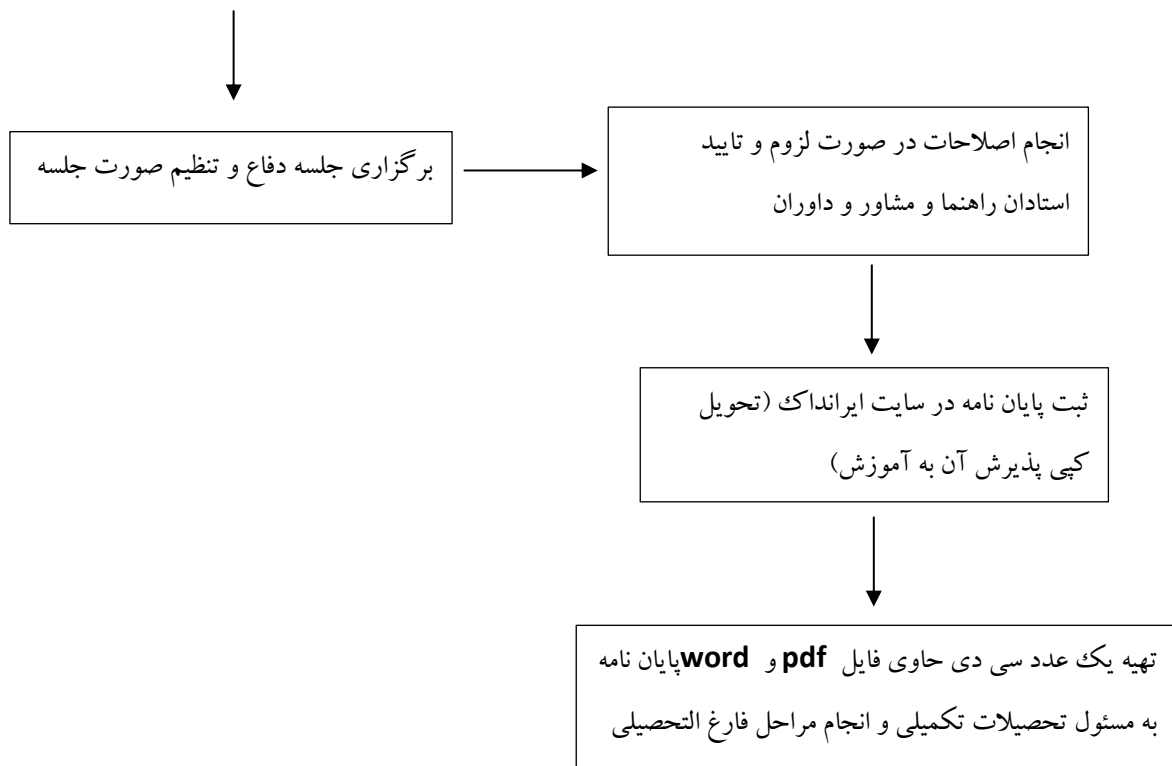 برگزاری جلسه دفاع و تنظیم صورت جلسه
انجام اصلاحات در صورت لزوم و تایید
استادان راهنما و مشاور و داوران
ثبت پایان نامه در سایت ایرانداک (تحویل
کپی پذیرش آن به آموزش)
تهیه یک عدد سی دی حاوی فایل pdf و wordپایان نامه
به مسئول تحصیلات تکمیلی و انجام مراحل فارغ التحصیلی